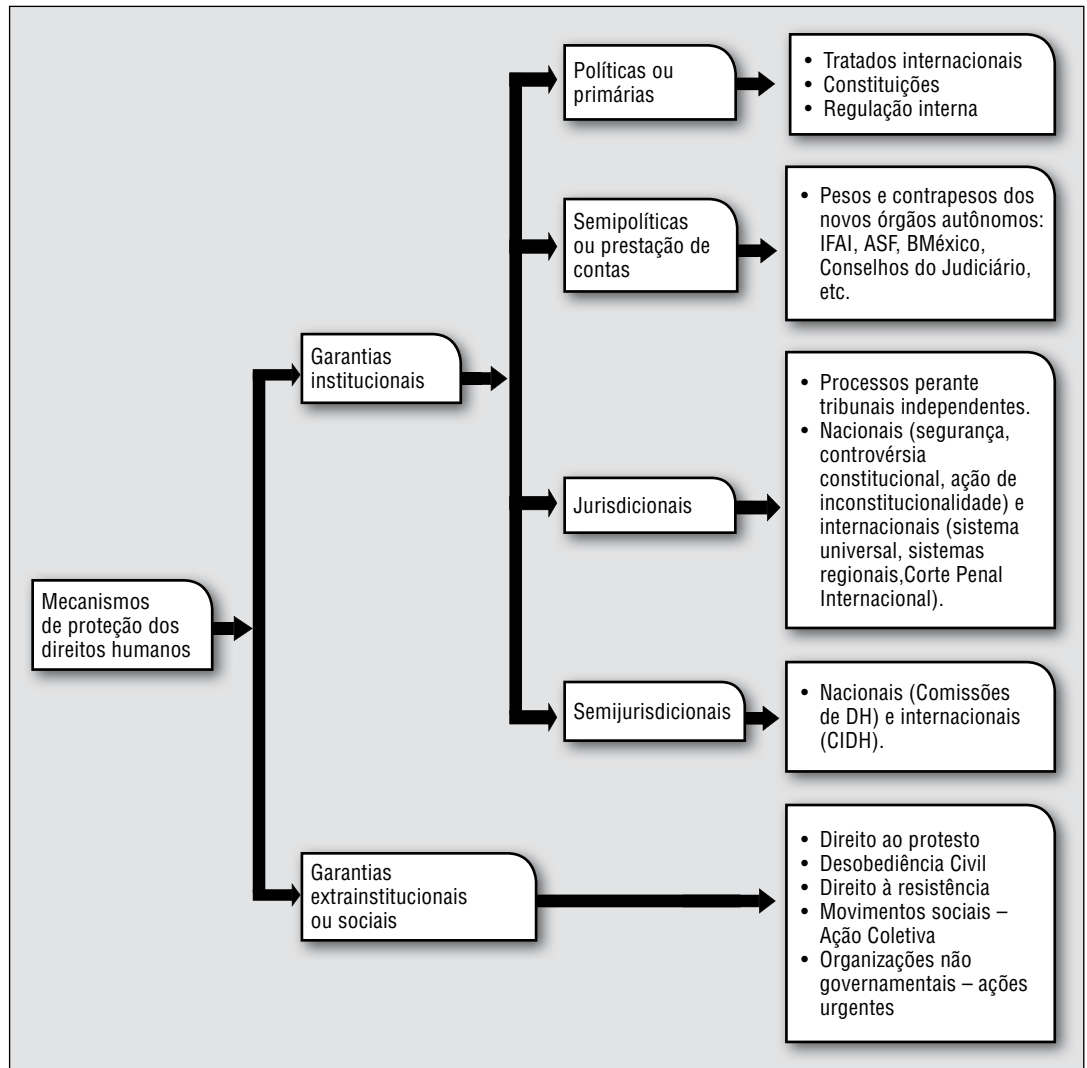 Mecanismos
de proteção dos
direitos humanos
Garantias
institucionais
Políticas ou
primárias
• Tratados internacionais
• Constituições
• Regulação interna
Semipolíticas
ou prestação de
contas
• Pesos e contrapesos dos
novos órgãos autônomos:
IFAI, ASF, BMéxico,
Conselhos do Judiciário,
etc.
Jurisdicionais
• Processos perante
tribunais independentes.
• Nacionais (segurança,
controvérsia
constitucional, ação de
inconstitucionalidade) e
internacionais (sistema
universal, sistemas
regionais,Corte Penal
Internacional).
Semijurisdicionais
• Nacionais (Comissões
de DH) e internacionais
(CIDH).
Garantias
extrainstitucionais
ou sociais
• Direito ao protesto
• Desobediência Civil
• Direito à resistência
• Movimentos sociais –
Ação Coletiva
• Organizações não
governamentais – ações
urgentes